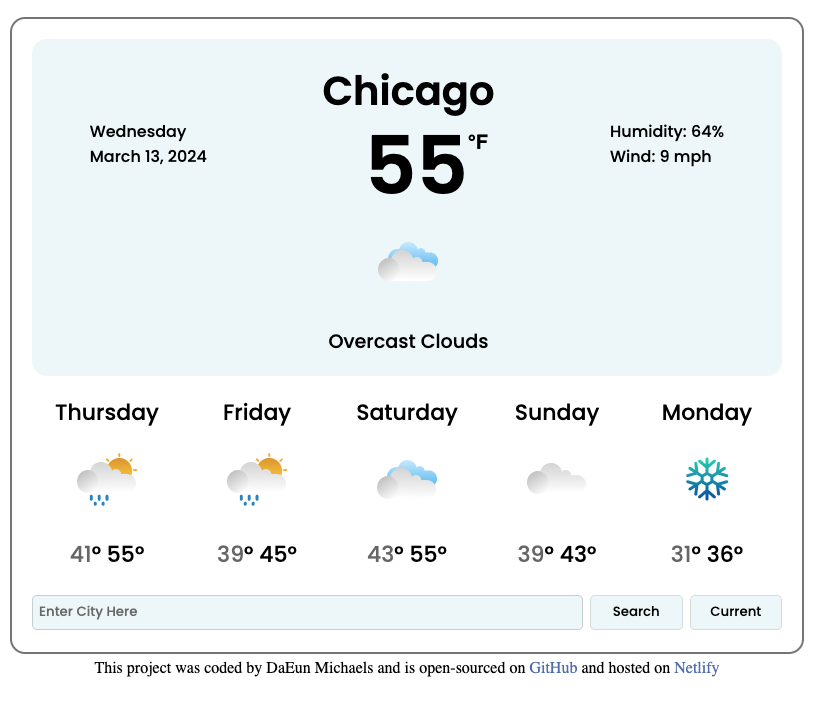 Chicago
Wednesday
March 13, 2024
55°F
Humidity: 64%
Wind: 9 mph
Overcast Clouds
Thursday Friday Saturday Sunday Monday
41° 55° 39° 45° 43° 55° 39° 43° 31° 36°
Enter City Here Search Current
This project was coded by DaEun Michaels and is open-sourced on GitHub and hosted on Netlify